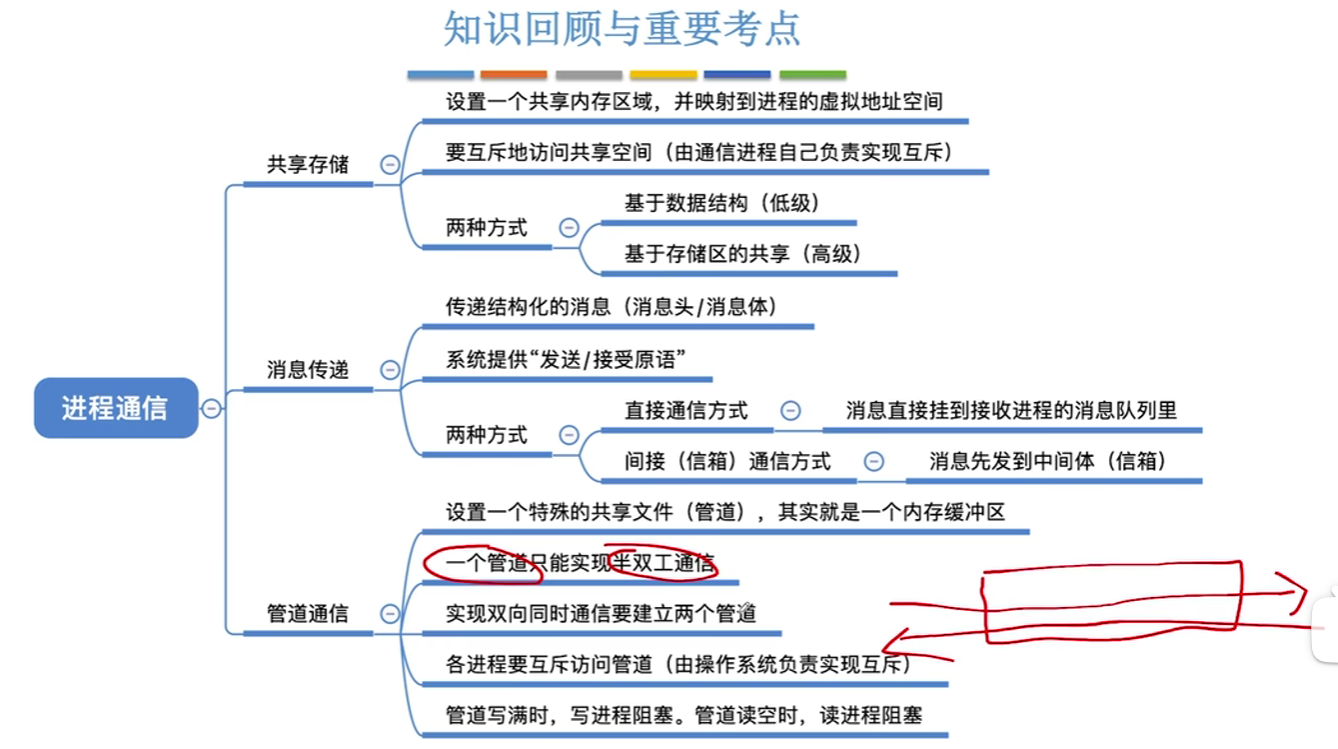 知识回顾与重要考点
设置一个共享内存区域，并映射到进程的虚拟地址空间
共享存储
要互斥地访问共享空间（由通信进程自己负责实现互斥）
两种方式
基于数据结构（低级）
基于存储区的共享（高级）
进程通信
传递结构化的消息（消息头/消息体）
消息传递
系统提供“发送/接受原语”
两种方式
直接通信方式
消息直接挂到接收进程的消息队列里
间接（信箱）通信方式
消息先发到中间体（信箱）
设置一个特殊的共享文件（管道），其实就是一个内存缓冲区
一个管道只能实现半双工通信
管道通信
实现双向同时通信要建立两个管道
各进程要互斥访问管道（由操作系统负责实现互斥）
管道写满时，写进程阻塞。管道读空时，读进程阻塞